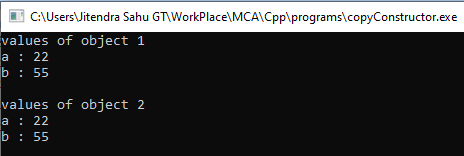 C:\Users\Jitendra Sahu GT\WorkPlace\MCA\Cpp\programs\copyConstructor.exe
values of object 1
a : 22
b : 55
values of object 2
a : 22
b : 55